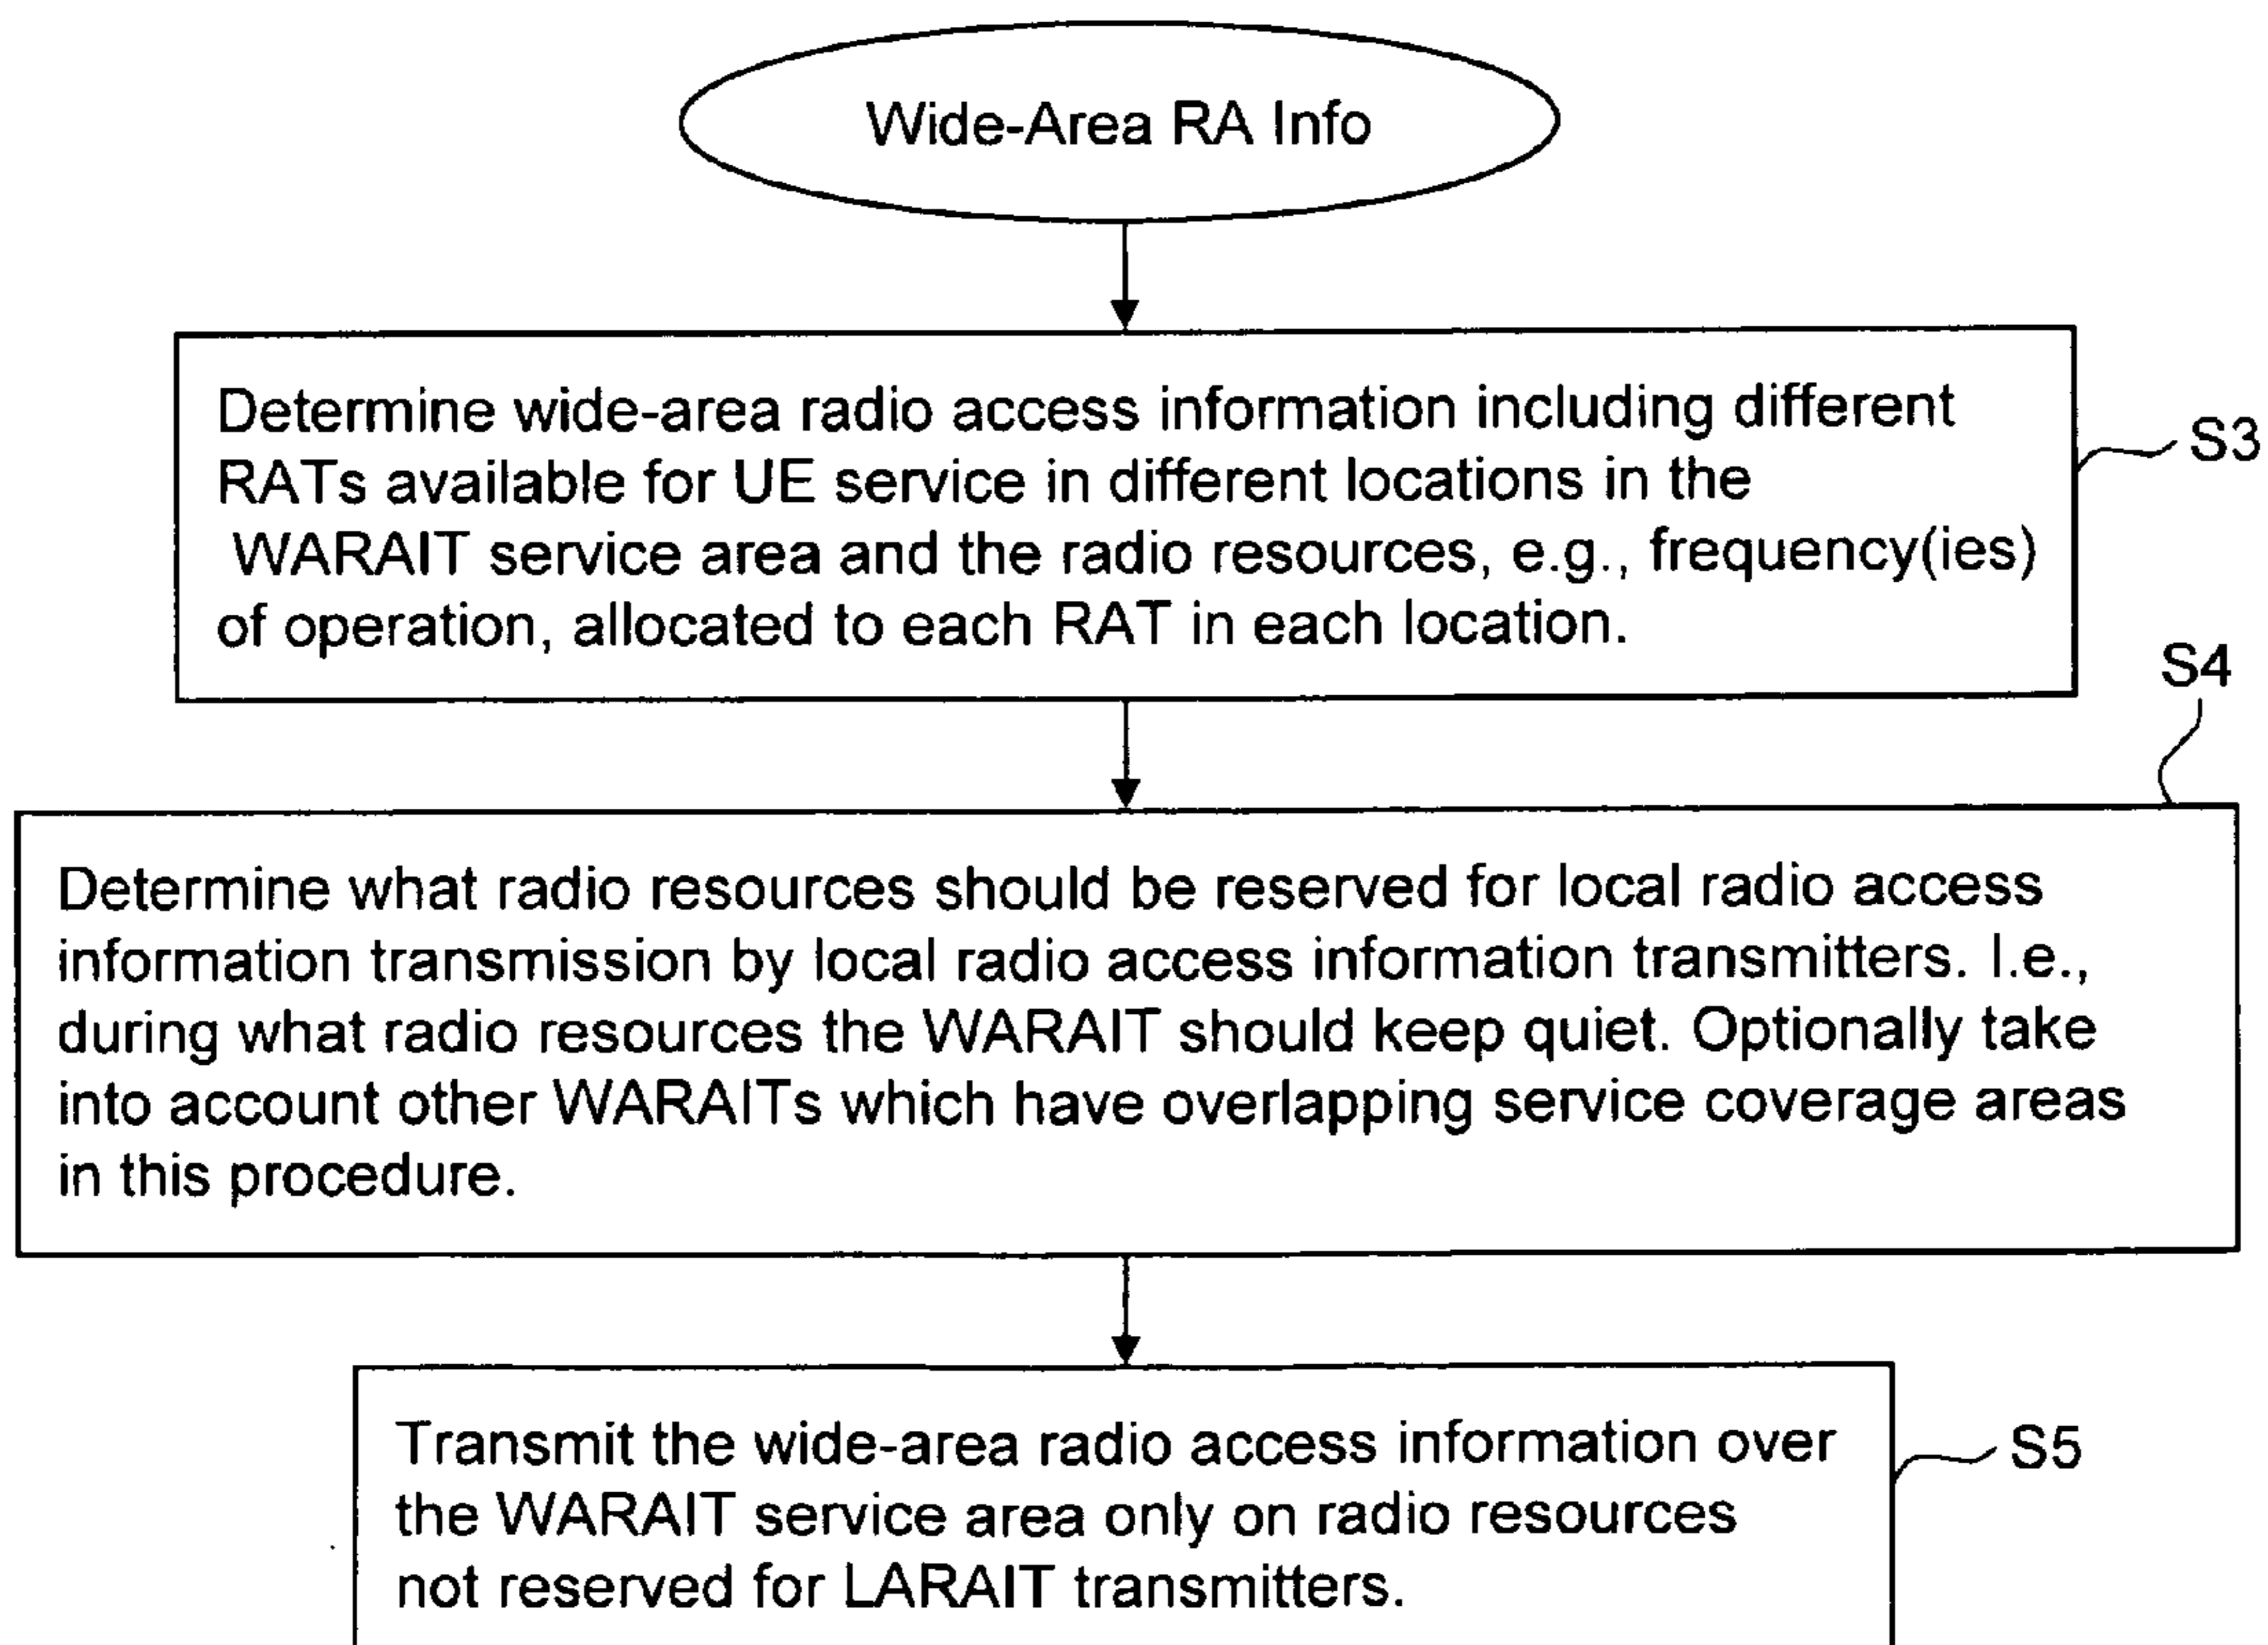 Wide-Area RA Info
Determine wide-area radio access information including different
RATs available for UE service in different locations in the
WARAIT service area and the radio resources, e.g., frequency(ies)
of operation, allocated to each RAT in each location.
S3
S4
Determine what radio resources should be reserved for local radio access
information transmission by local radio access information transmitters. I.e.,
during what radio resources the WARAIT should keep quiet. Optionally take
into account other WARAITs which have overlapping service coverage areas
in this procedure.
Transmit the wide-area radio access information over
the WARAIT service area only on radio resources
not reserved for LARAIT transmitters.
S5